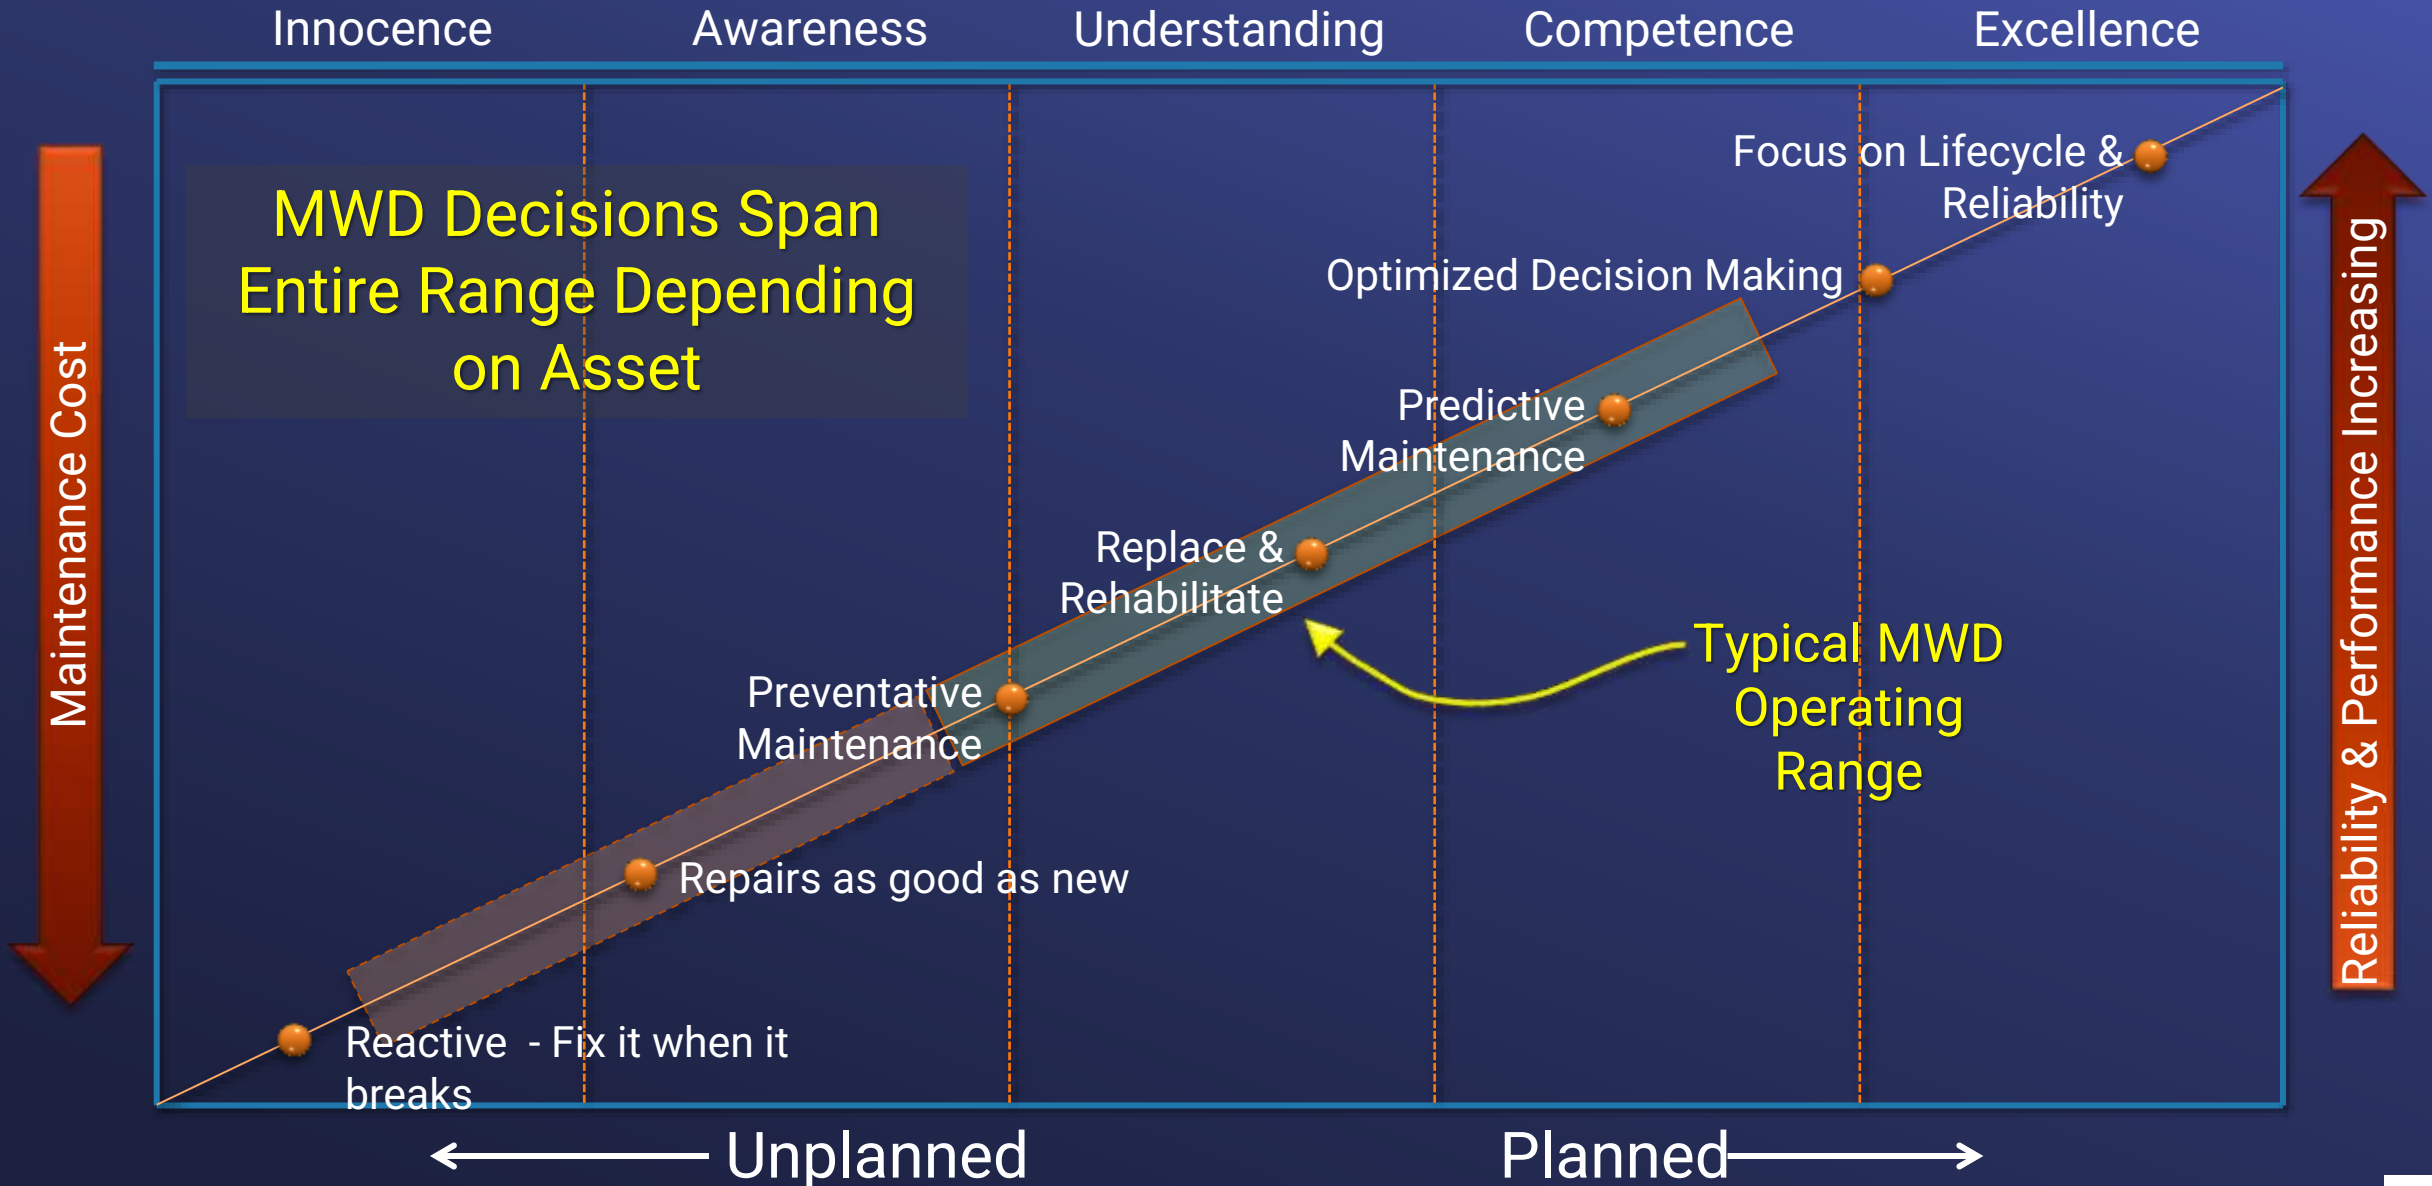 Innocence
Awareness
Understanding
Competence
Excellence
MWD Decisions Span
Entire Range Depending
on Asset
Focus on Lifecycle &
Reliability
Optimized Decision Making
Predictive
Maintenance
Replace &
Rehabilitate
Preventative
Maintenance
Repairs as good as new
Reactive  - Fix it when it
breaks
Typical MWD
Operating
Range
Maintenance Cost
Reliability & Performance Increasing
Unplanned
Planned